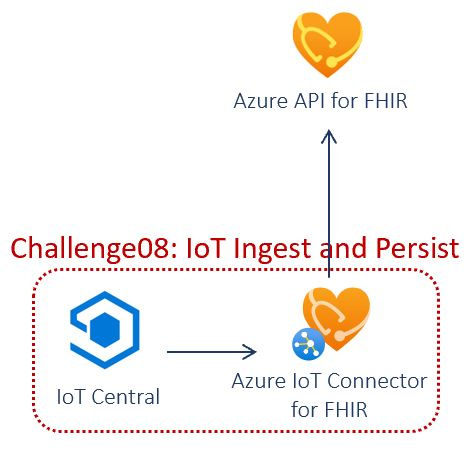 Azure API for FHIR
Challenge08: IoT Ingest and Persist
IoT Central
Azure IoT Connector
for FHIR